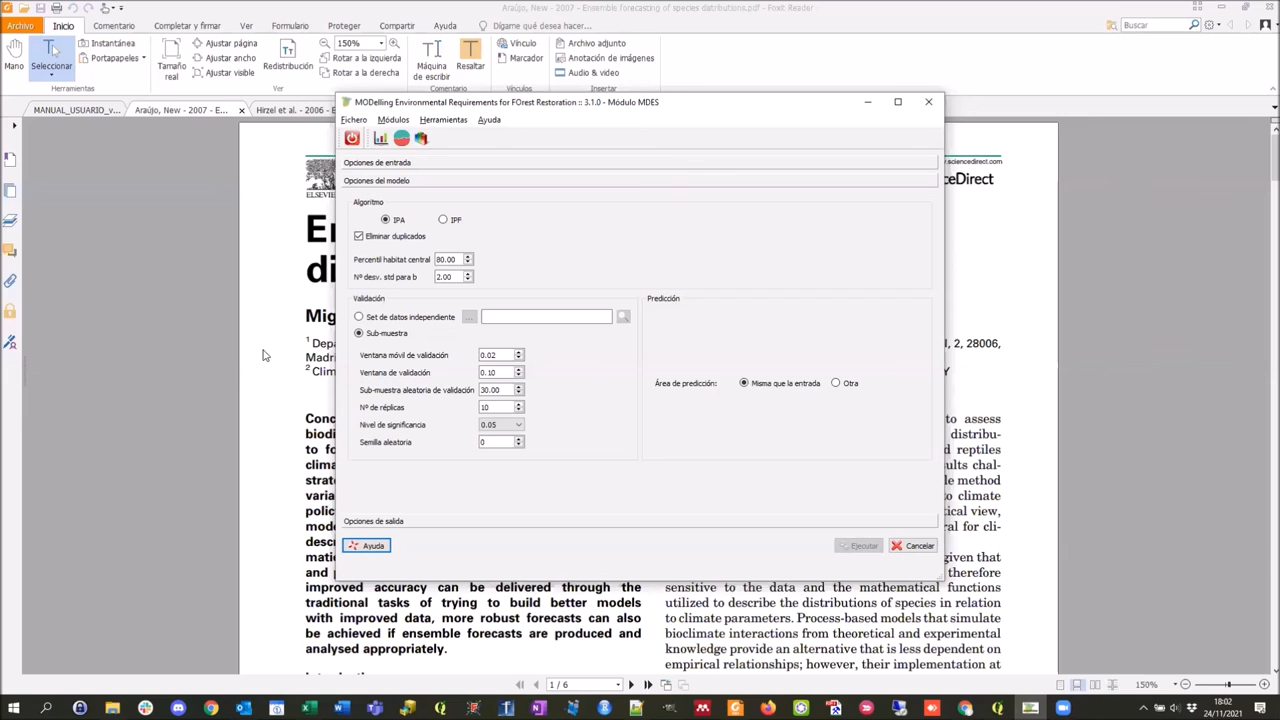 Araújo, New - 2007 - Ensemble forecasting of species distributions.pdf - Foxit Reader
Archivo Inicio Comentario Completar y firmar Ver Formulario Proteger Compartir Ayuda Dígame qué desea hacer... Buscar
Mano
Seleccionar
Instantánea
Portapapeles
Herramientas
Tamaño real
Ajustar página
Ajustar ancho
Ajustar visible
Redistribución
150%
Rotar a la izquierda
Rotar a la derecha
Ver
Máquina de escribir
Resaltar
Comentario
Vínculo
Marcador
Vínculos
Archivo adjunto
Anotación de imágenes
Audio & vídeo
Insertar
MANUAL_USUARIO_v... Araújo, New - 2007 - E... Hirzel et al. - 2006 - E
MODelling Environmental Requirements for FOrest Restoration :: 3.1.0 - Módulo MDES
Fichero Módulos Herramientas Ayuda
Opciones de entrada
Opciones del modelo
Algoritmo
IPA IPF
Eliminar duplicados
Percentil habitat central 80.00
Nº desv. std para b 2.00
Validación
Set de datos independiente ...
Sub-muestra
Ventana móvil de validación 0.02
Ventana de validación 0.10
Sub-muestra aleatoria de validación 30.00
Nº de réplicas 10
Nivel de significancia 0.05
Semilla aleatoria 0
Predicción
Área de predicción: Misma que la entrada Otra
Opciones de salida
Ayuda Ejecutar Cancelar
ELSEVIER
www.sciencedirect.com
ceDirect
En
di
Mig
1 Depa
Madri
2 Clim
l, 2, 28006,
Y
Conc
biodi
to fo
clima
strat
varia
polic
mode
descr
matic
and p
improved accuracy can be delivered through the
traditional tasks of trying to build better models
with improved data, more robust forecasts can also
be achieved if ensemble forecasts are produced and
analysed appropriately.
to assess
distribu-
reptiles
ults chal-
le method
to climate
tical view,
ral for cli-
given that
therefore
sensitive to the data and the mathematical functions
utilized to describe the distributions of species in relation
to climate parameters. Process-based models that simulate
bioclimate interactions from theoretical and experimental
knowledge provide an alternative that is less dependent on
empirical relationships; however, their implementation at
1 / 6
150%
18:02
24/11/2021